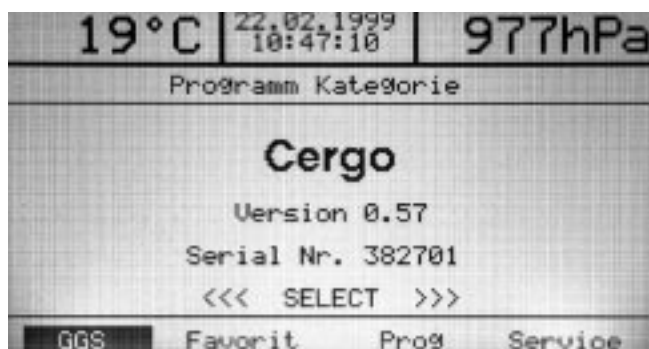 19°C
22.02.1999
10:47:10
977hPa
Programm Kategorie
Cergo
Version 0.57
Serial Nr. 382701
<<< SELECT >>>
GGS Favorit Prog Service